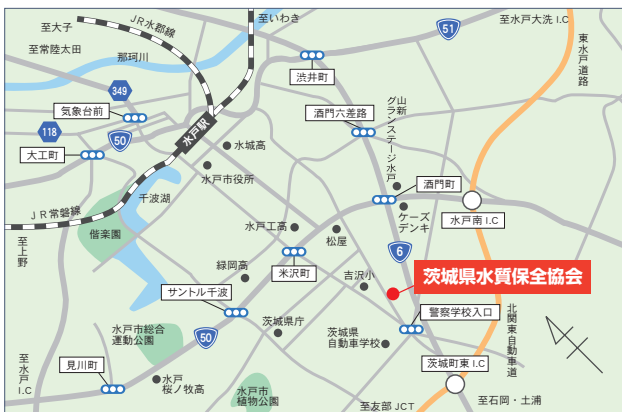 至いわき
至大子
JR水郡線
至常陸太田
那珂川
51
至水戸大洗 I.C
東水戸道路
渋井町
349
気象台前
酒門六差路
山新
グランステージ水戸
118
50
大工町
水戸駅
水城高
水戸市役所
酒門町
千波湖
JR常磐線
偕楽園
至上野
水戸工高
松屋
ケーズ
デンキ
水戸南 I.C
6
米沢町
緑岡高
吉沢小
茨城県水質保全協会
サントル千波
茨城県庁
警察学校入口
水戸市総合
運動公園
50
茨城県
自動車学校
北関東自動車道
至水戸I.C
見川町
茨城町東 I.C
水戸
桜ノ牧高
水戸市
植物公園
至友部 JCT
至石岡・土浦